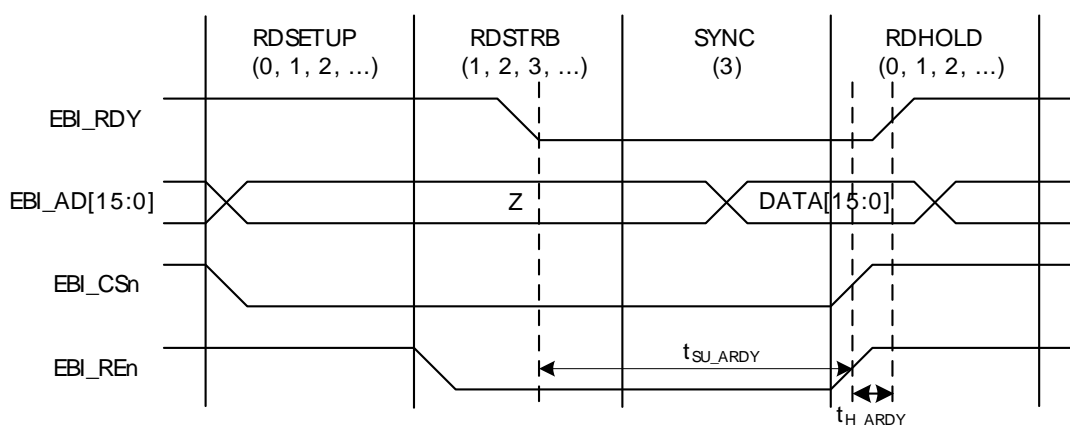 RDSETUP
(0, 1, 2, ...)
RDSTRB
(1, 2, 3, ...)
SYNC
(3)
RDHOLD
(0, 1, 2, ...)
EBI_RDY
EBI_AD[15:0]
Z
DATA[15:0]
EBI_CSn
EBI_REn
tSU_ARDY
tH_ARDY